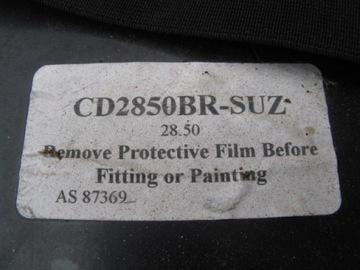 CD2850BR-SUZ
28.50
Remove Protective Film Before
Fitting or Painting
AS 87369